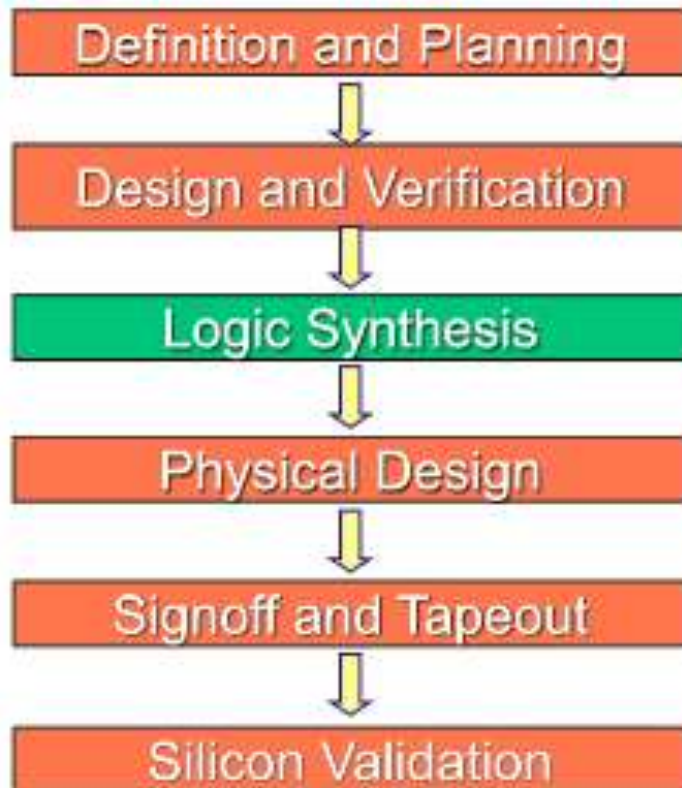 Definition and Planning
Design and Verification
Logic Synthesis
Physical Design
Signoff and Tapeout
Silicon Validation